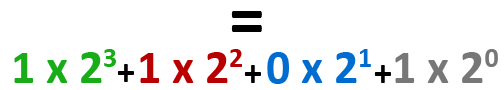 =
1 x 2³+1 x 2²+0 x 2¹+1 x 2⁰